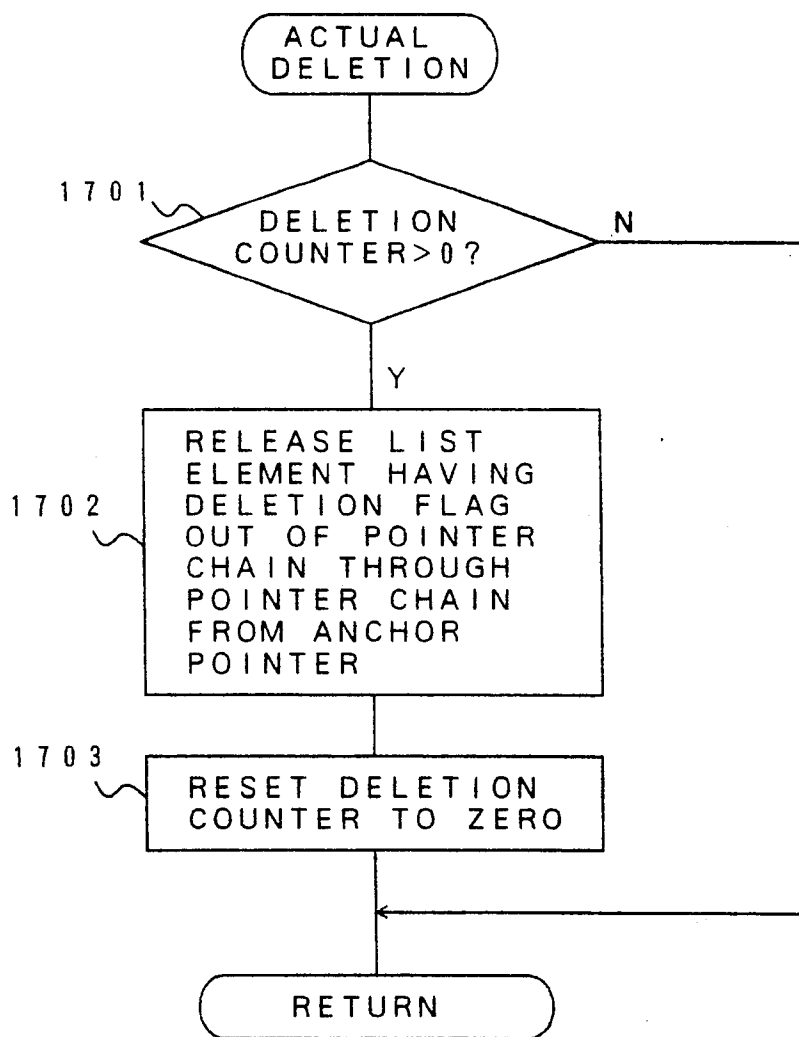 ACTUAL
DELETION
1701
DELETION
COUNTER>0?
N
Y
1702
RELEASE LIST
ELEMENT HAVING
DELETION FLAG
OUT OF POINTER
CHAIN THROUGH
POINTER CHAIN
FROM ANCHOR
POINTER
1703
RESET DELETION
COUNTER TO ZERO
RETURN